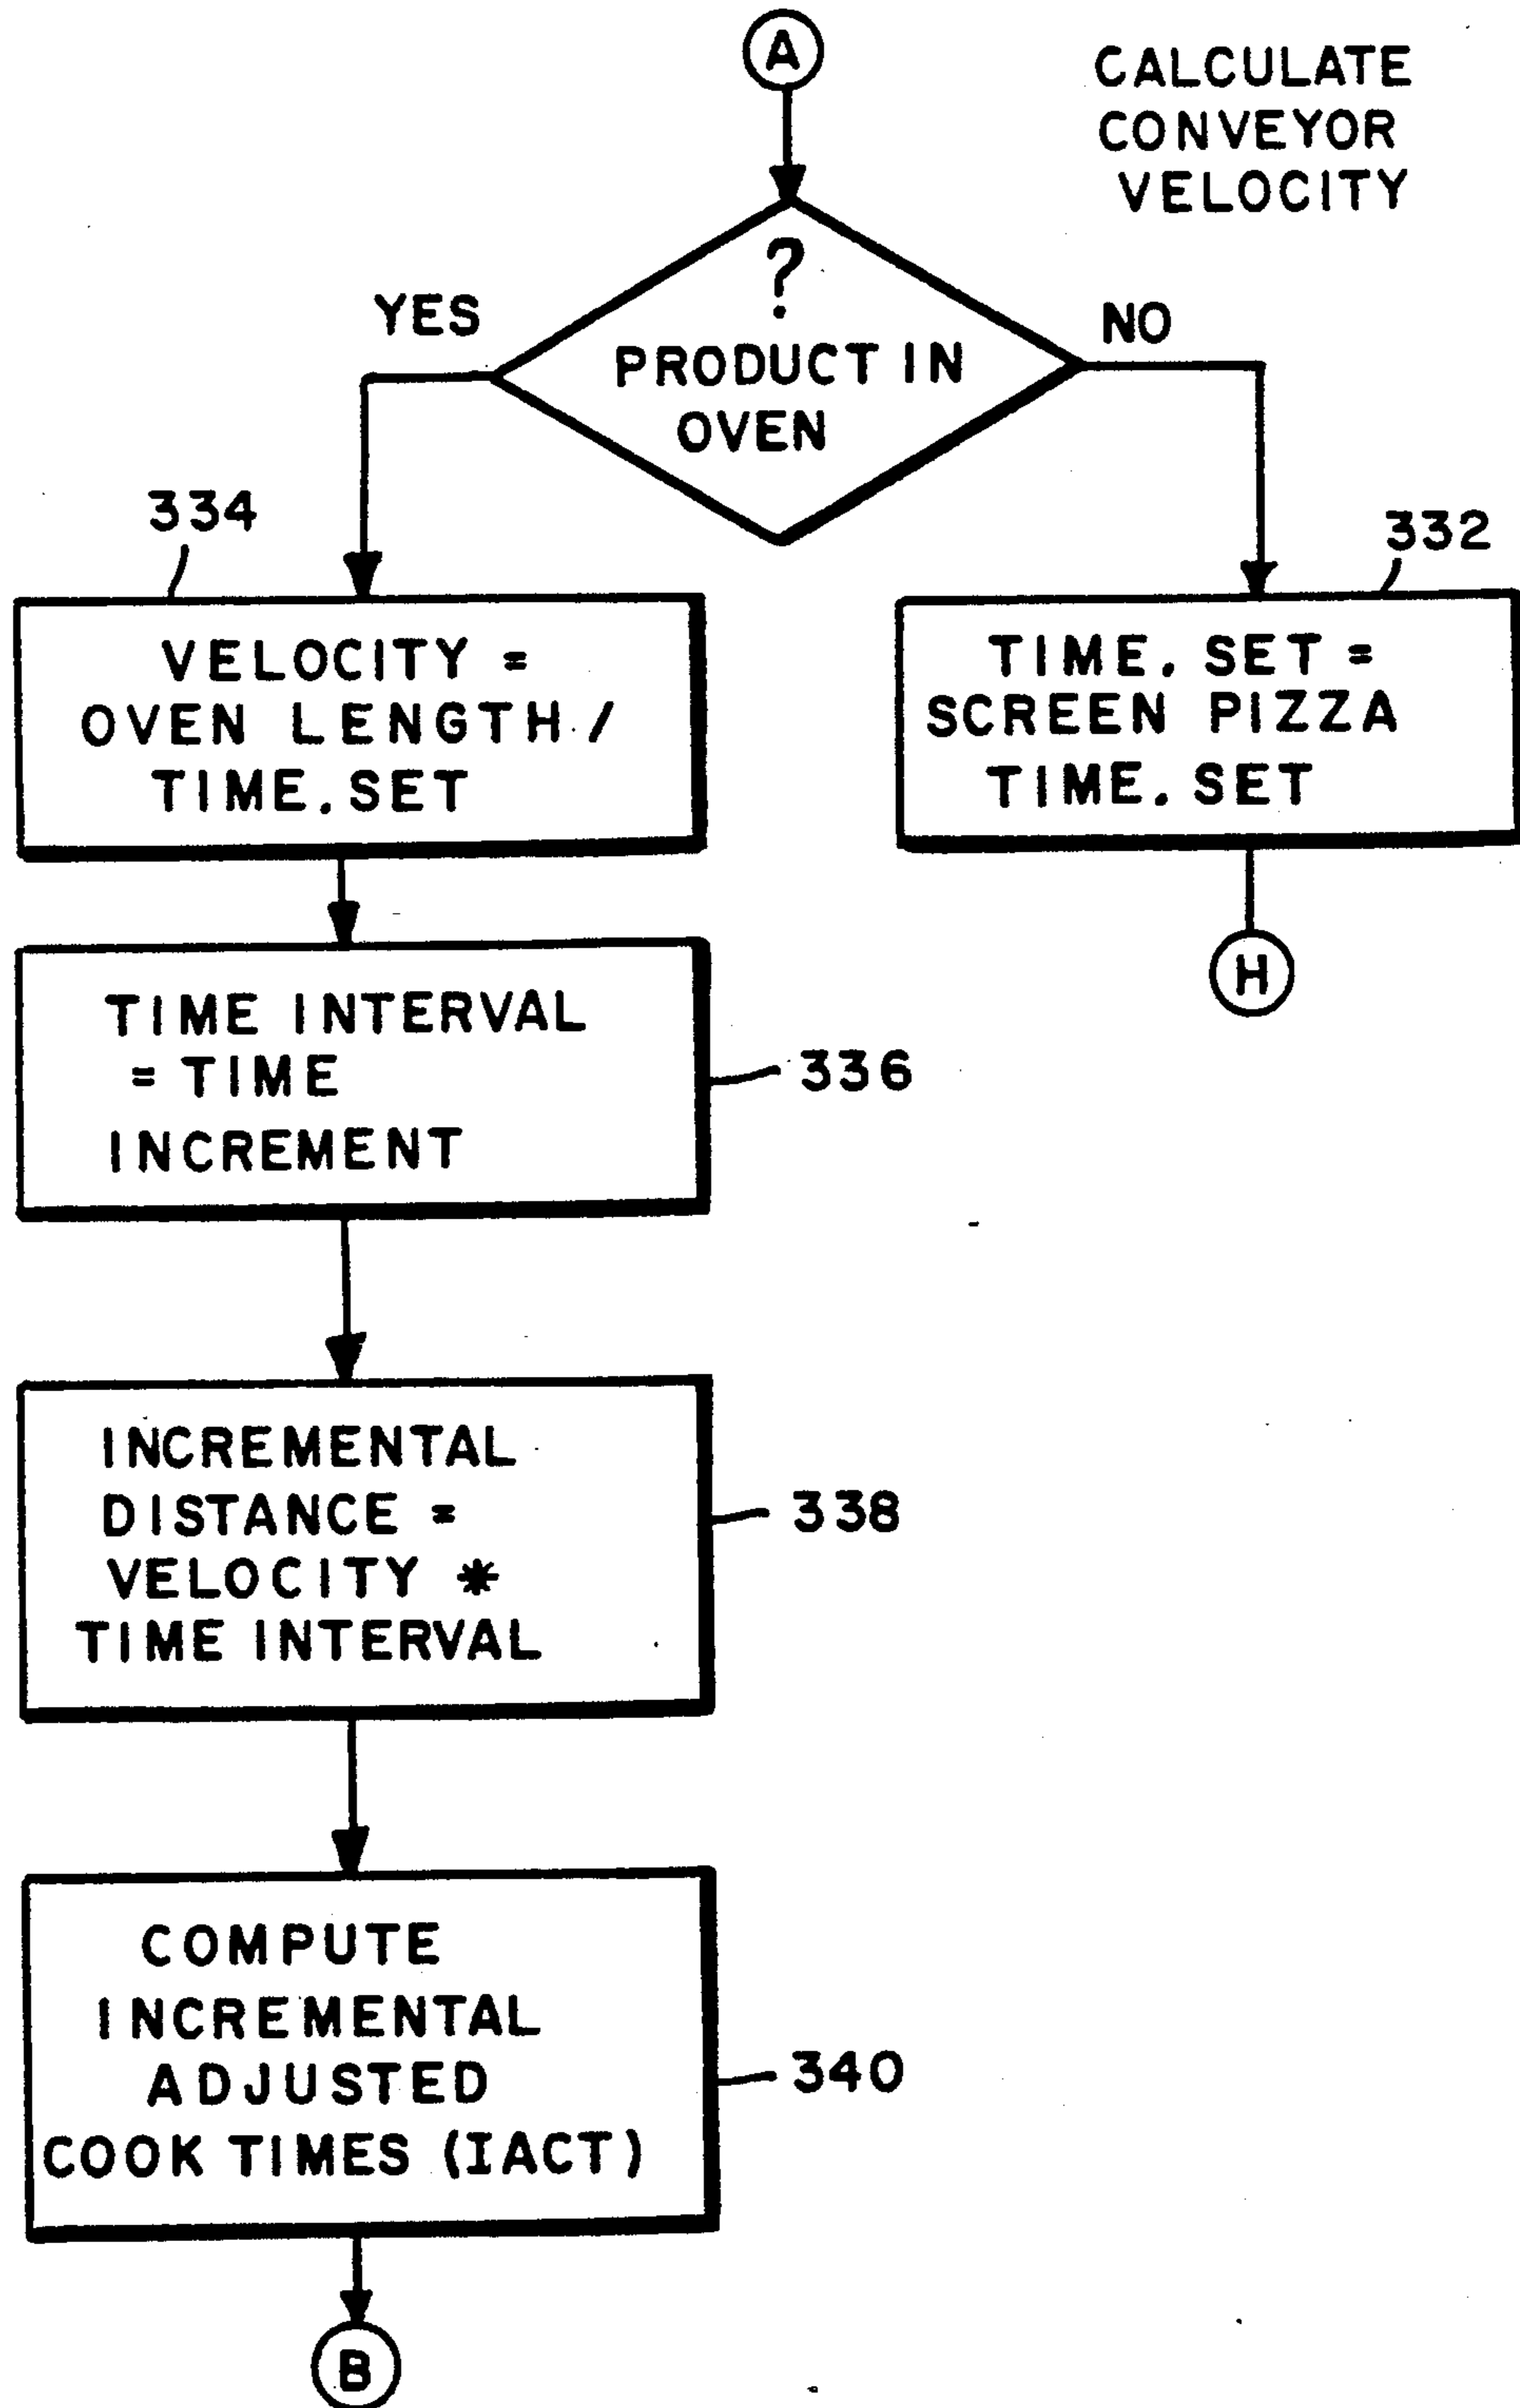 A
CALCULATE
CONVEYOR
VELOCITY
?
PRODUCT IN
OVEN
YES
NO
334
VELOCITY =
OVEN LENGTH /
TIME.SET
332
TIME. SET =
SCREEN PIZZA
TIME. SET
H
TIME INTERVAL
= TIME
INCREMENT
336
INCREMENTAL
DISTANCE =
VELOCITY *
TIME INTERVAL
338
COMPUTE
INCREMENTAL
ADJUSTED
COOK TIMES (IACT)
340
B